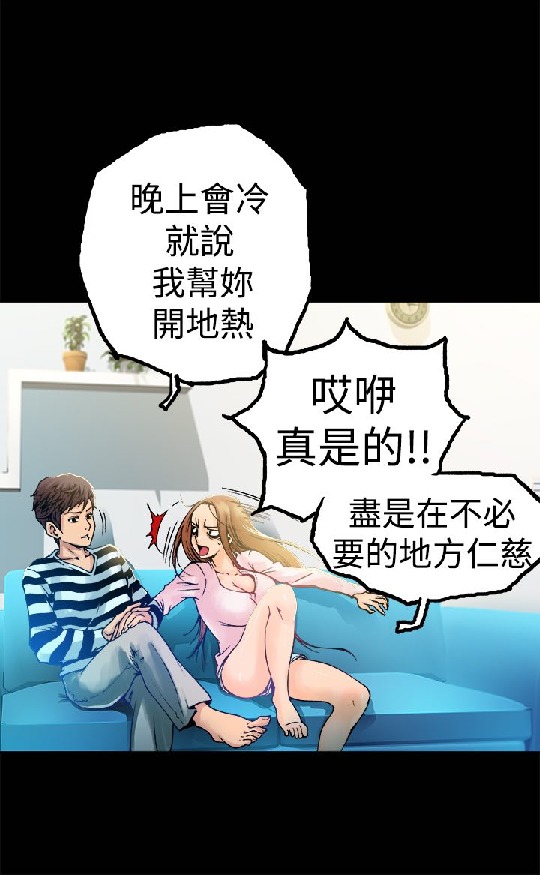 晚上會冷
就說
我幫妳
開地熱
哎咿
真是的!!
盡是在不必
要的地方仁慈